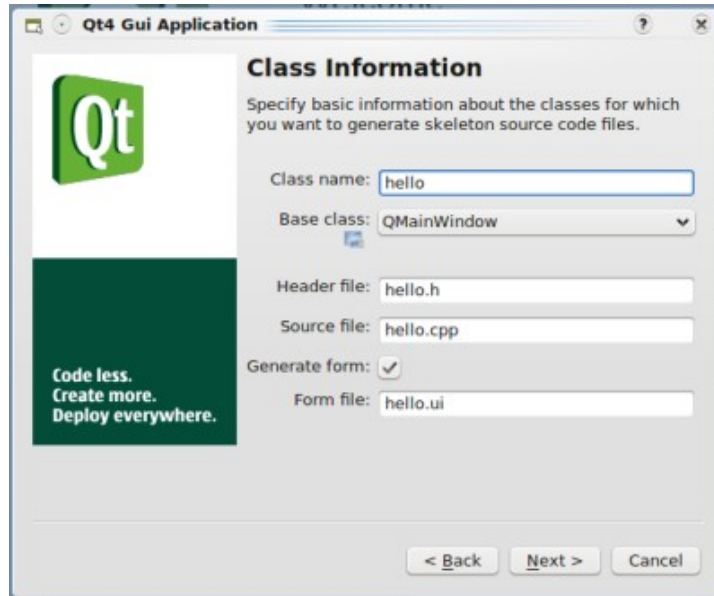 Qt4 Gui Application
Qt
Class Information
Specify basic information about the classes for which
you want to generate skeleton source code files.
Class name: hello
Base class: QMainWindow
Header file: hello.h
Source file: hello.cpp
Generate form:
Form file: hello.ui
Code less.
Create more.
Deploy everywhere.
< Back Next > Cancel